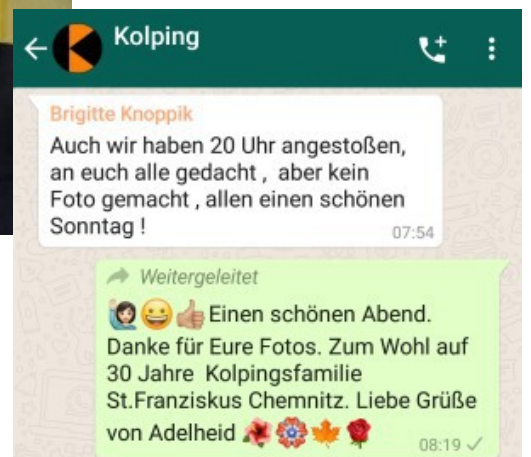 Kolping
Brigitte Knoppik
Auch wir haben 20 Uhr angestoßen,
an euch alle gedacht , aber kein
Foto gemacht , allen einen schönen
Sonntag !
07:54
Weitergeleitet
🙋🏻‍♀️😀👍🏼Einen schönen Abend.
Danke für Eure Fotos. Zum Wohl auf
30 Jahre Kolpingsfamilie
St.Franziskus Chemnitz. Liebe Grüße
von Adelheid 🌺🏵️🍁🌹
08:19